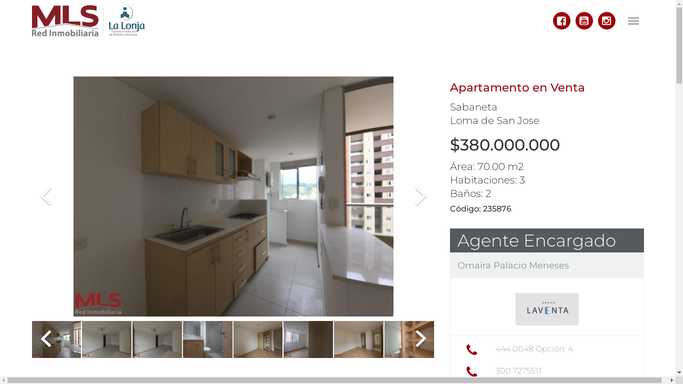 MLS
Red Inmobiliaria
La Lonja
Apartamento en Venta
Sabaneta
Loma de San Jose
$380.000.000
Área: 70.00 m2
Habitaciones: 3
Baños: 2
Código: 235876
MLS
Red Inmobiliaria
Agente Encargado
Omaira Palacio Meneses
LAVENTA
444 0048 Opción: 4
300 7275511